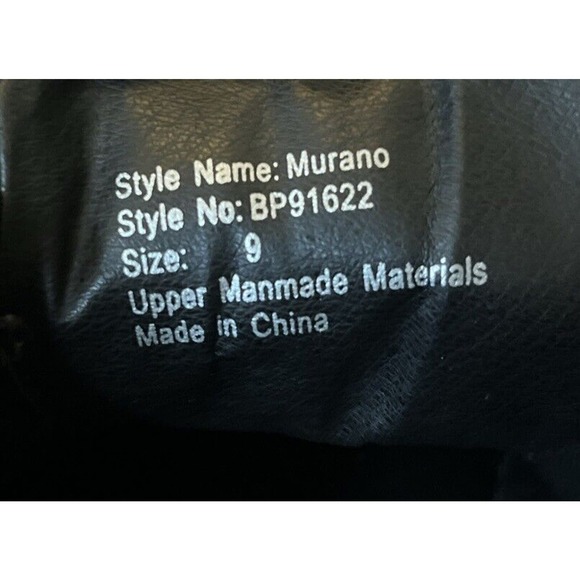 Style Name: Murano
Style No: BP91622
Size: 9
Upper Manmade Materials
Made in China